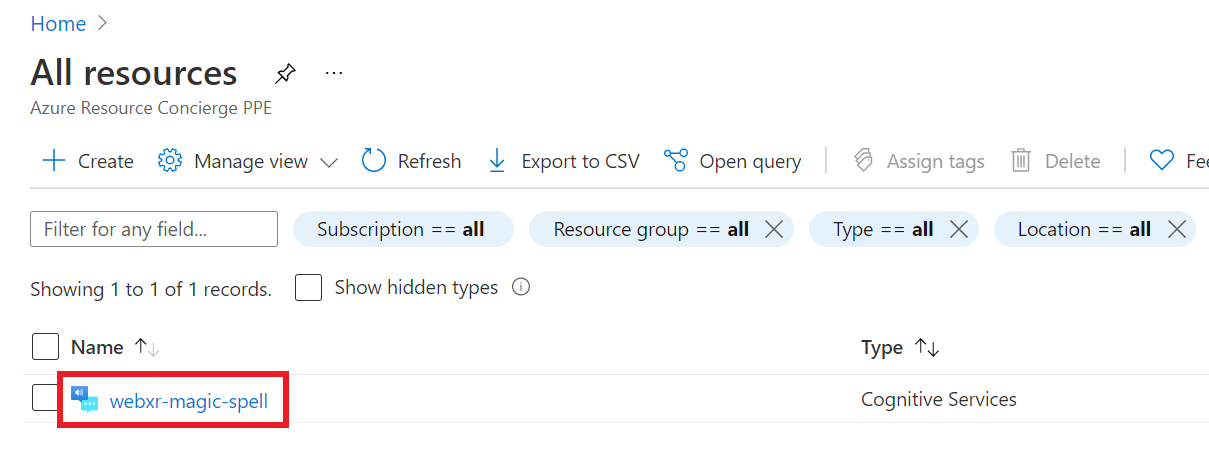 Home
All resources ...
Azure Resource Concierge PPE
Create Manage view Refresh Export to CSV Open query Assign tags Delete
Filter for any field... Subscription == all Resource group == all Type == all Location == all
Showing 1 to 1 of 1 records. Show hidden types
Name Type
webxr-magic-spell Cognitive Services